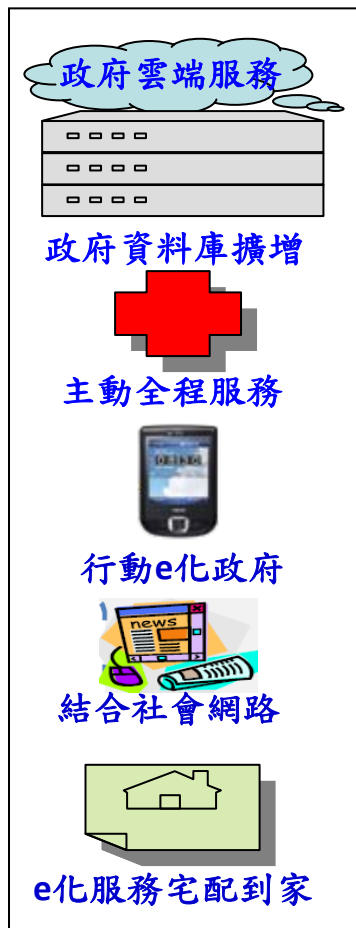 政府雲端服務
政府資料庫擴增
主動全程服務
行動e化政府
news
結合社會網路
e化服務宅配到家